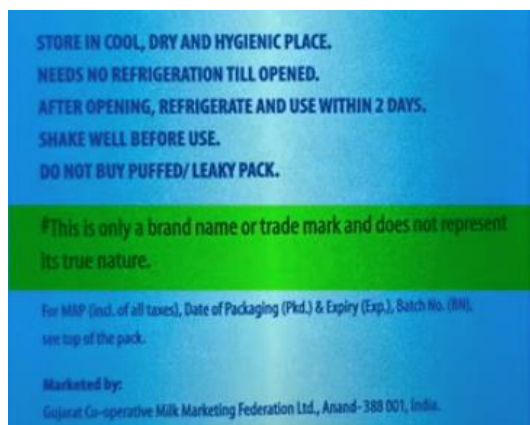 STORE IN COOL, DRY AND HYGIENIC PLACE.
NEEDS NO REFRIGERATION TILL OPENED.
AFTER OPENING, REFRIGERATE AND USE WITHIN 2 DAYS.
SHAKE WELL BEFORE USE.
DO NOT BUY PUFFED/ LEAKY PACK.
#This is only a brand name or trade mark and does not represent
its true nature.
For MRP (incl. of all taxes), Date of Packaging (Pkd.) & Expiry (Exp.), Batch No. (BN),
see top of the pack.
Marketed by:
Gujarat Co-operative Milk Marketing Federation Ltd., Anand- 388 001, India.